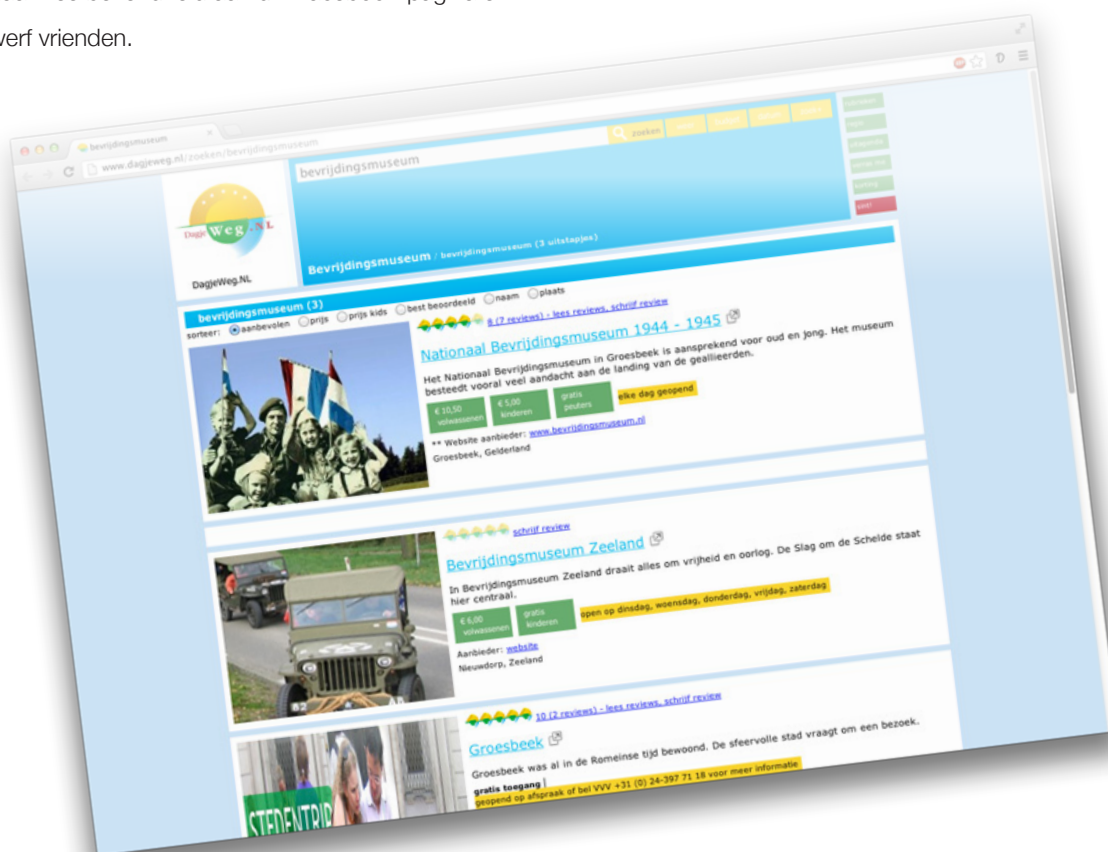 werf vrienden.
bevrijdingsmuseum
www.dagjeweg.nl/zoeken/bevrijdingsmuseum
bevrijdingsmuseum
zoeken
Dagje Weg .NL
DagjeWeg.NL
Bevrijdingsmuseum / bevrijdingsmuseum (3 uitstapjes)
bevrijdingsmuseum (3)
sorteer: aanbevolen prijs prijs kids best beoordeeld naam plaats
8 (7 reviews) - lees reviews, schrijf review
Nationaal Bevrijdingsmuseum 1944 - 1945
Het Nationaal Bevrijdingsmuseum in Groesbeek is aansprekend voor oud en jong. Het museum
besteedt vooral veel aandacht aan de landing van de geallieerden.
€ 10,50 volwassenen
€ 5,00 kinderen
gratis peuters
elke dag geopend
** Website aanbieder: www.bevrijdingsmuseum.nl
Groesbeek, Gelderland
schrijf review
Bevrijdingsmuseum Zeeland
In Bevrijdingsmuseum Zeeland draait alles om vrijheid en oorlog. De Slag om de Schelde staat
hier centraal.
€ 6,00 volwassenen
gratis kinderen
open op dinsdag, woensdag, donderdag, vrijdag, zaterdag
Aanbieder: website
Nieuwdorp, Zeeland
10 (2 reviews) - lees reviews, schrijf review
Groesbeek
Groesbeek was al in de Romeinse tijd bewoond. De sfeervolle stad vraagt om een bezoek.
gratis toegang |
geopend op afspraak of bel VVV +31 (0) 24-397 71 18 voor meer informatie
STEDENTRIP